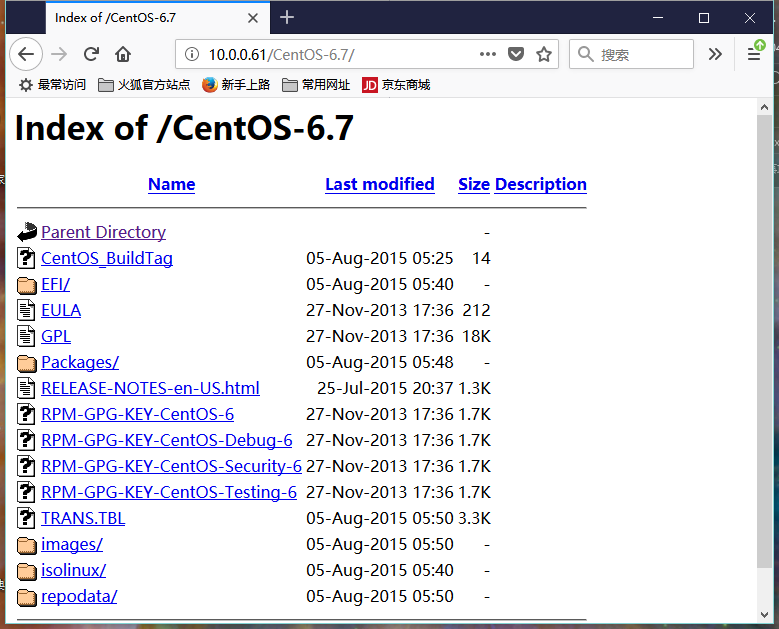 Index of /CentOS-6.7
10.0.0.61/CentOS-6.7/
搜索
最常访问 火狐官方站点 新手上路 常用网址 JD 京东商城
Index of /CentOS-6.7
Name Last modified Size Description
Parent Directory -
CentOS_BuildTag 05-Aug-2015 05:25 14
EFI/ 05-Aug-2015 05:40 -
EULA 27-Nov-2013 17:36 212
GPL 27-Nov-2013 17:36 18K
Packages/ 05-Aug-2015 05:48 -
RELEASE-NOTES-en-US.html 25-Jul-2015 20:37 1.3K
RPM-GPG-KEY-CentOS-6 27-Nov-2013 17:36 1.7K
RPM-GPG-KEY-CentOS-Debug-6 27-Nov-2013 17:36 1.7K
RPM-GPG-KEY-CentOS-Security-6 27-Nov-2013 17:36 1.7K
RPM-GPG-KEY-CentOS-Testing-6 27-Nov-2013 17:36 1.7K
TRANS.TBL 05-Aug-2015 05:50 3.3K
images/ 05-Aug-2015 05:50 -
isolinux/ 05-Aug-2015 05:40 -
repodata/ 05-Aug-2015 05:50 -